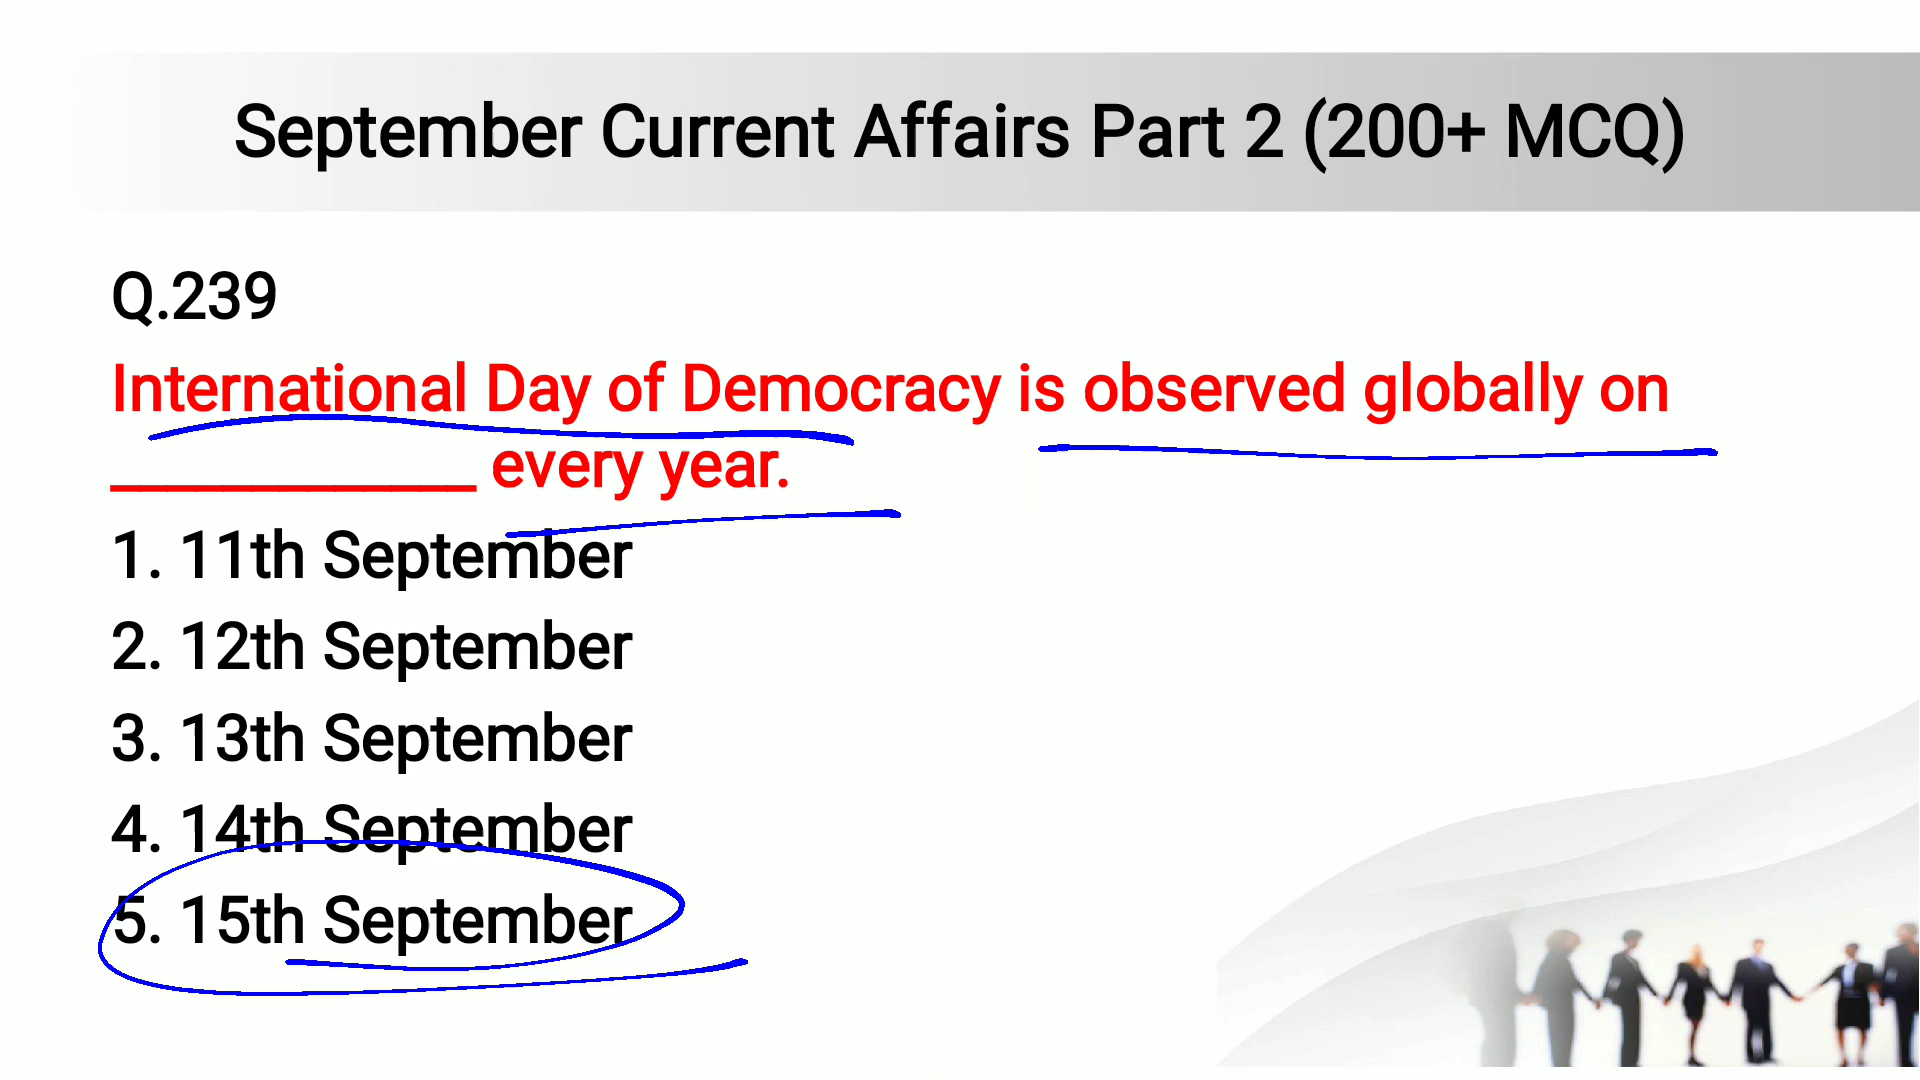 September Current Affairs Part 2 (200+ MCQ)
Q.239
International Day of Democracy is observed globally on
_____________ every year.
1. 11th September
2. 12th September
3. 13th September
4. 14th September
5. 15th September